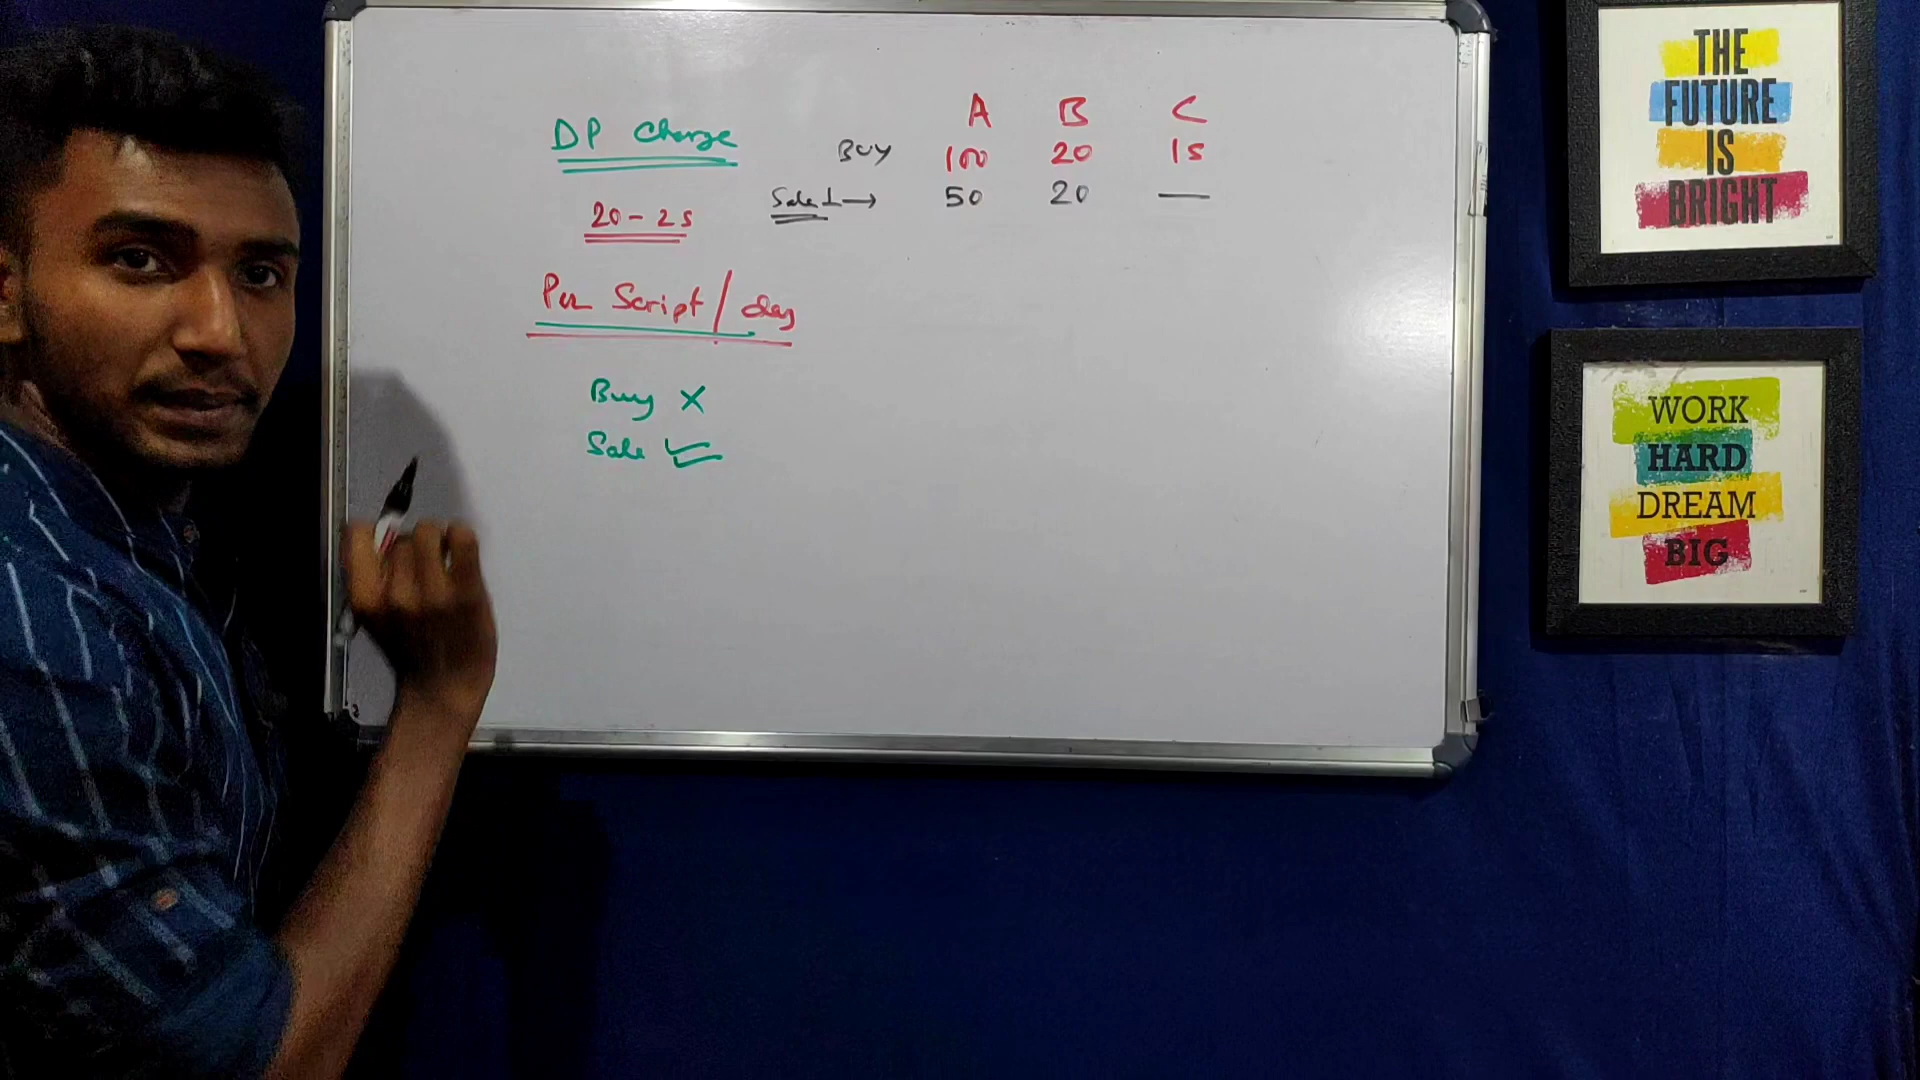 DP Charge
20 - 25
Per Script / day
Buy X
Sale
A B C
BUY 100 20 15
Sale 1 → 50 20 —
THE
FUTURE
IS
BRIGHT
WORK
HARD
DREAM
BIG